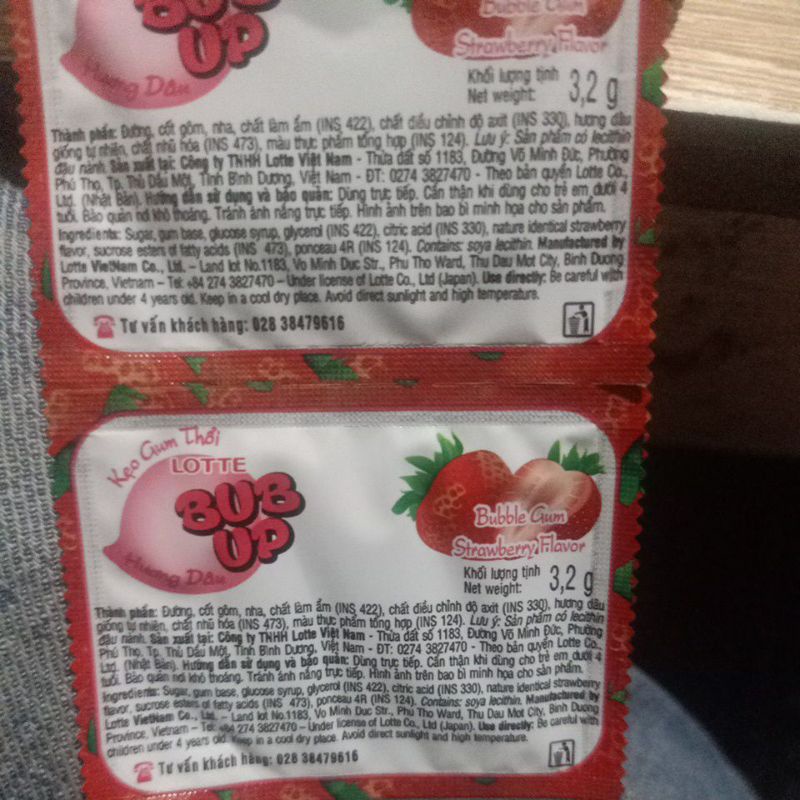 BUB
UP
Hương Dâu
Bubble Gum
Strawberry Flavor
Khối lượng tịnh
Net weight: 3,2 g
Thành phần: Đường, cốt gôm, nha, chất làm ẩm (INS 422), chất điều chỉnh độ axit (INS 330), hương dâu
giống tự nhiên, chất nhũ hóa (INS 473), màu thực phẩm tổng hợp (INS 124). Lưu ý: Sản phẩm có lecithin
đậu nành. Sản xuất tại: Công ty TNHH Lotte Việt Nam - Thửa đất số 1183, Đường Võ Minh Đức, Phường
Phú Thọ, Tp. Thủ Dầu Một, Tỉnh Bình Dương, Việt Nam - ĐT: 0274 3827470 - Theo bản quyền Lotte Co.,
Ltd. (Nhật Bản). Hướng dẫn sử dụng và bảo quản: Dùng trực tiếp. Cẩn thận khi dùng cho trẻ em dưới 4
tuổi. Bảo quản nơi khô thoáng. Tránh ánh nắng trực tiếp. Hình ảnh trên bao bì minh họa cho sản phẩm.
Ingredients: Sugar, gum base, glucose syrup, glycerol (INS 422), citric acid (INS 330), nature identical strawberry
flavor, sucrose esters of fatty acids (INS 473), ponceau 4R (INS 124). Contains: soya lecithin. Manufactured by
Lotte VietNam Co., Ltd. – Land lot No.1183, Vo Minh Duc Str., Phu Tho Ward, Thu Dau Mot City, Binh Duong
Province, Vietnam – Tel: +84 274 3827470 – Under license of Lotte Co., Ltd (Japan). Use directly: Be careful with
children under 4 years old. Keep in a cool dry place. Avoid direct sunlight and high temperature.
Tư vấn khách hàng: 028 38479616
Kẹo Gum Thổi
LOTTE
BUB
UP
Hương Dâu
Bubble Gum
Strawberry Flavor
Khối lượng tịnh
Net weight: 3,2 g
Thành phần: Đường, cốt gôm, nha, chất làm ẩm (INS 422), chất điều chỉnh độ axit (INS 330), hương dâu
giống tự nhiên, chất nhũ hóa (INS 473), màu thực phẩm tổng hợp (INS 124). Lưu ý: Sản phẩm có lecithin
đậu nành. Sản xuất tại: Công ty TNHH Lotte Việt Nam - Thửa đất số 1183, Đường Võ Minh Đức, Phường
Phú Thọ, Tp. Thủ Dầu Một, Tỉnh Bình Dương, Việt Nam - ĐT: 0274 3827470 - Theo bản quyền Lotte Co.,
Ltd. (Nhật Bản). Hướng dẫn sử dụng và bảo quản: Dùng trực tiếp. Cẩn thận khi dùng cho trẻ em dưới 4
tuổi. Bảo quản nơi khô thoáng. Tránh ánh nắng trực tiếp. Hình ảnh trên bao bì minh họa cho sản phẩm.
Ingredients: Sugar, gum base, glucose syrup, glycerol (INS 422), citric acid (INS 330), nature identical strawberry
flavor, sucrose esters of fatty acids (INS 473), ponceau 4R (INS 124). Contains: soya lecithin. Manufactured by
Lotte VietNam Co., Ltd. – Land lot No.1183, Vo Minh Duc Str., Phu Tho Ward, Thu Dau Mot City, Binh Duong
Province, Vietnam – Tel: +84 274 3827470 – Under license of Lotte Co., Ltd (Japan). Use directly: Be careful with
children under 4 years old. Keep in a cool dry place. Avoid direct sunlight and high temperature.
Tư vấn khách hàng: 028 38479616